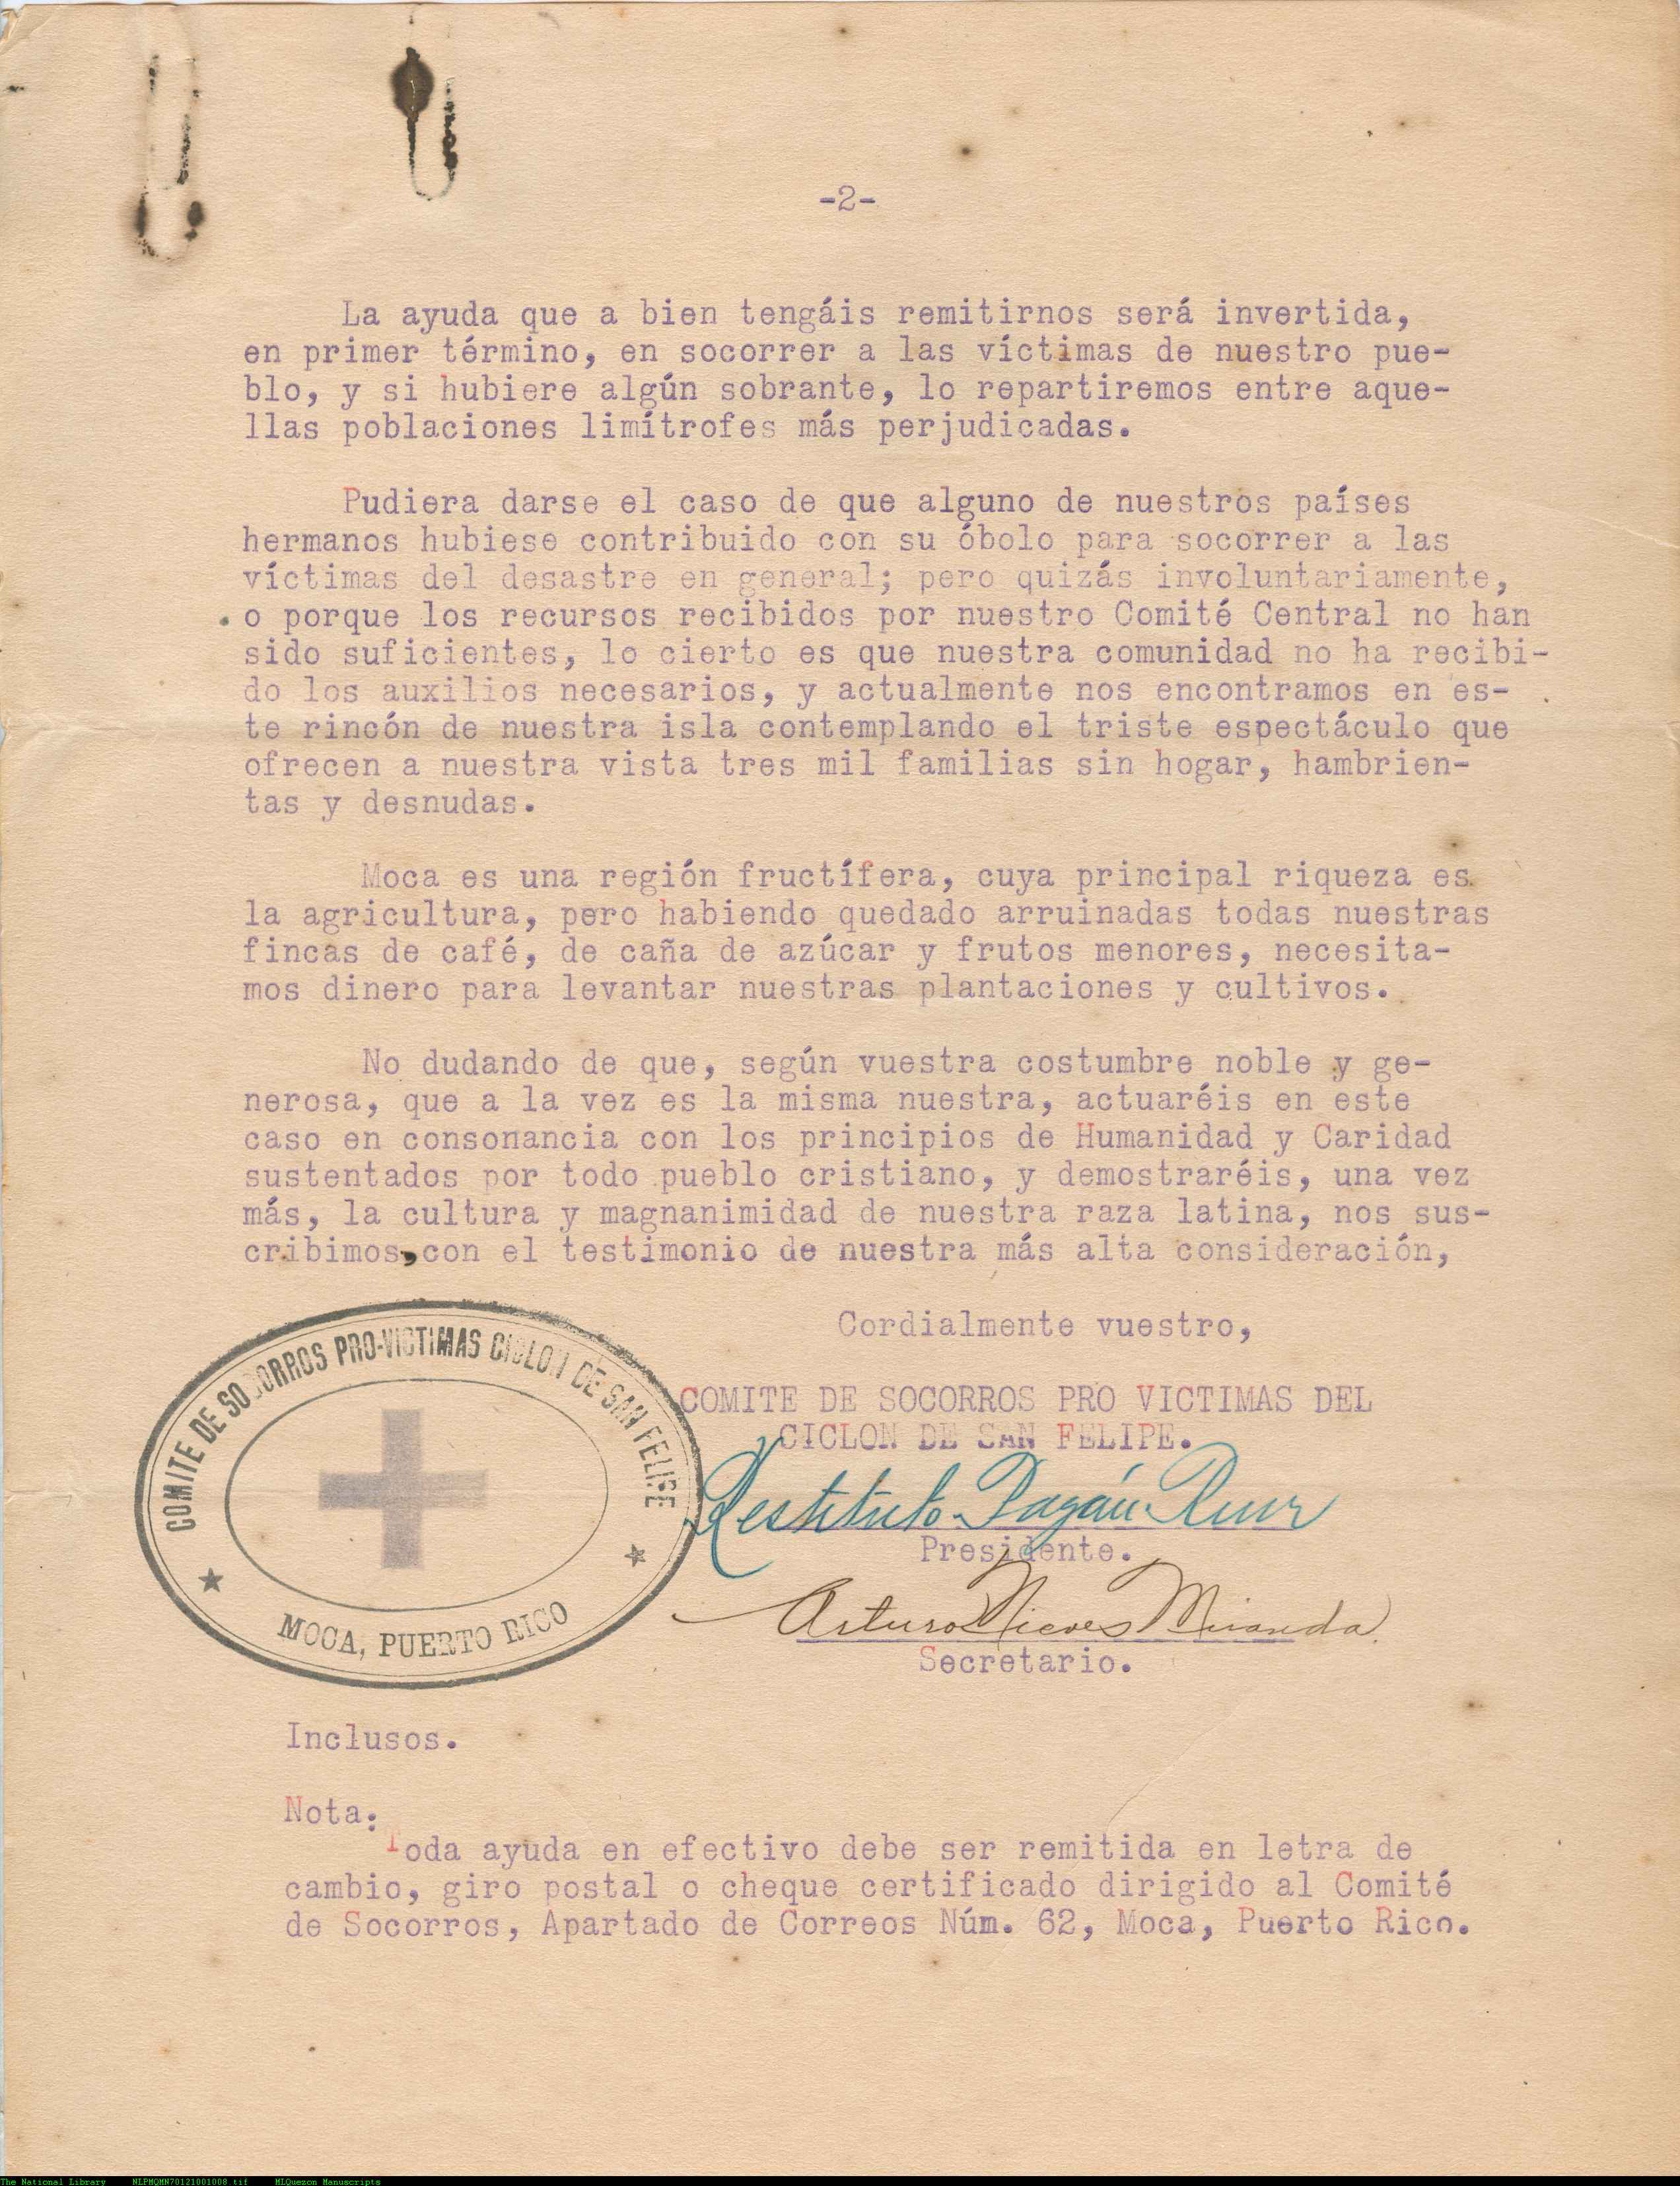 -2-
La ayuda que a bien tengáis remitirnos será invertida,
en primer término, en socorrer a las víctimas de nuestro pue-
blo, y si hubiere algún sobrante, lo repartiremos entre aque-
llas poblaciones limítrofes más perjudicadas.
Pudiera darse el caso de que alguno de nuestros países
hermanos hubiese contribuido con su óbolo para socorrer a las
víctimas del desastre en general; pero quizás involuntariamente,
o porque los recursos recibidos por nuestro Comité Central no han
sido suficientes, lo cierto es que nuestra comunidad no ha recibi-
do los auxilios necesarios, y actualmente nos encontramos en es-
te rincón de nuestra isla contemplando el triste espectáculo que
ofrecen a nuestra vista tres mil familias sin hogar, hambrien-
tas y desnudas.
Moca es una región fructífera, cuya principal riqueza es
la agricultura, pero habiendo quedado arruinadas todas nuestras
fincas de café, de caña de azúcar y frutos menores, necesita-
mos dinero para levantar nuestras plantaciones y cultivos.
No dudando de que, según vuestra costumbre noble y ge-
nerosa, que a la vez es la misma nuestra, actuaréis en este
caso en consonancia con los principios de Humanidad y Caridad
sustentados por todo pueblo cristiano, y demostraréis, una vez
más, la cultura y magnanimidad de nuestra raza latina, nos sus-
cribimos,con el testimonio de nuestra más alta consideración,
Cordialmente vuestro,
COMITE DE SOCORROS PRO VICTIMAS DEL
CICLON DE SAN FELIPE.
Restituto Pagán Ruiz
Presidente.
Arturo Nieves Miranda
Secretario.
COMITE DE SOCORROS PRO-VICTIMAS CICLON DE SAN FELIPE
MOCA, PUERTO RICO
Inclusos.
Nota:
Toda ayuda en efectivo debe ser remitida en letra de
cambio, giro postal o cheque certificado dirigido al Comité
de Socorros, Apartado de Correos Núm. 62, Moca, Puerto Rico.
The National Library NLPMQMN70121001008.tif MLQuezon Manuscripts